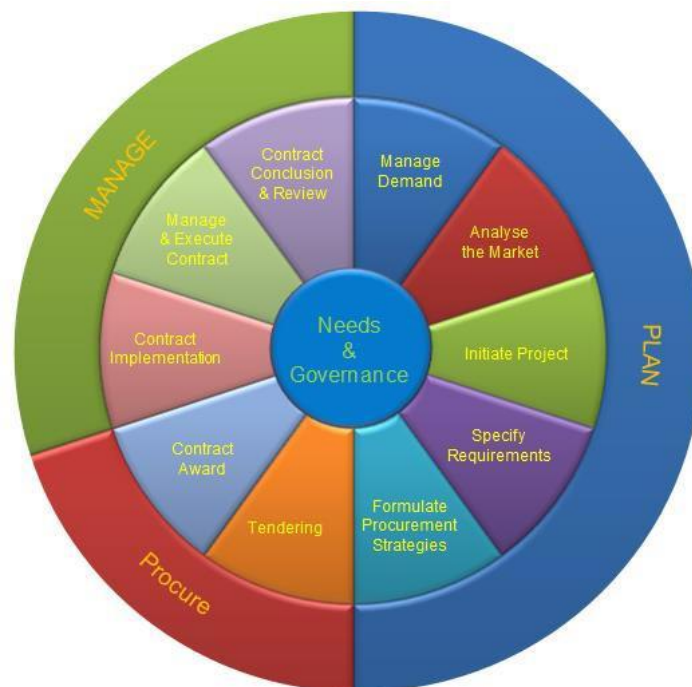 MANAGE
PLAN
Procure
Contract
Conclusion
& Review
Manage
Demand
Analyse
the Market
Initiate Project
Specify
Requirements
Formulate
Procurement
Strategies
Tendering
Contract
Award
Contract
Implementation
Manage
& Execute
Contract
Needs
&
Governance